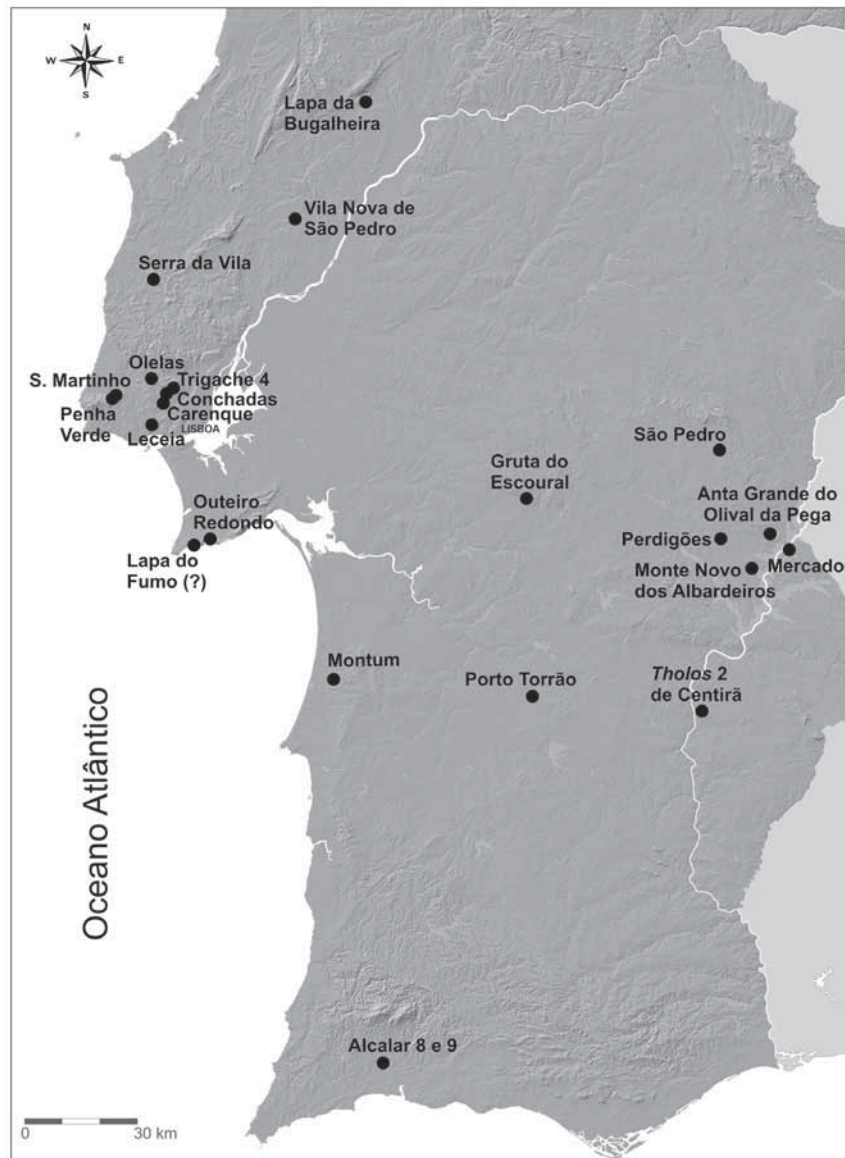 N
W E
S
Lapa da
Bugalheira
Vila Nova de
São Pedro
Serra da Vila
Olelas
S. Martinho
Trigache 4
Conchadas
Penha
Verde
Carenque
LISBOA
Leceia
São Pedro
Gruta do
Escoural
Anta Grande do
Olival da Pega
Outeiro
Redondo
Perdigões
Lapa do
Fumo (?)
Mercador
Monte Novo
dos Albardeiros
Montum
Porto Torrão
Tholos 2
de Centirã
Oceano Atlântico
Alcalar 8 e 9
0 30 km